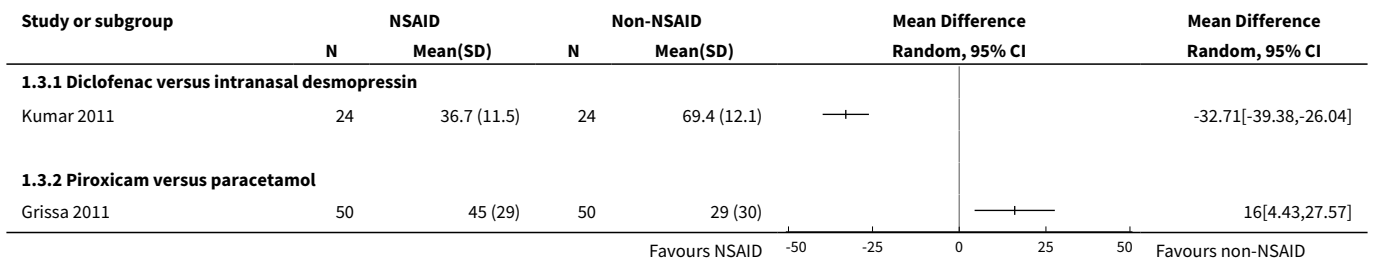 Study or subgroup NSAID Non-NSAID Mean Difference Mean Difference
N Mean(SD) N Mean(SD) Random, 95% CI Random, 95% CI
1.3.1 Diclofenac versus intranasal desmopressin
Kumar 2011 24 36.7 (11.5) 24 69.4 (12.1) -32.71[-39.38,-26.04]
1.3.2 Piroxicam versus paracetamol
Grissa 2011 50 45 (29) 50 29 (30) 16[4.43,27.57]
Favours NSAID -50 -25 0 25 50 Favours non-NSAID